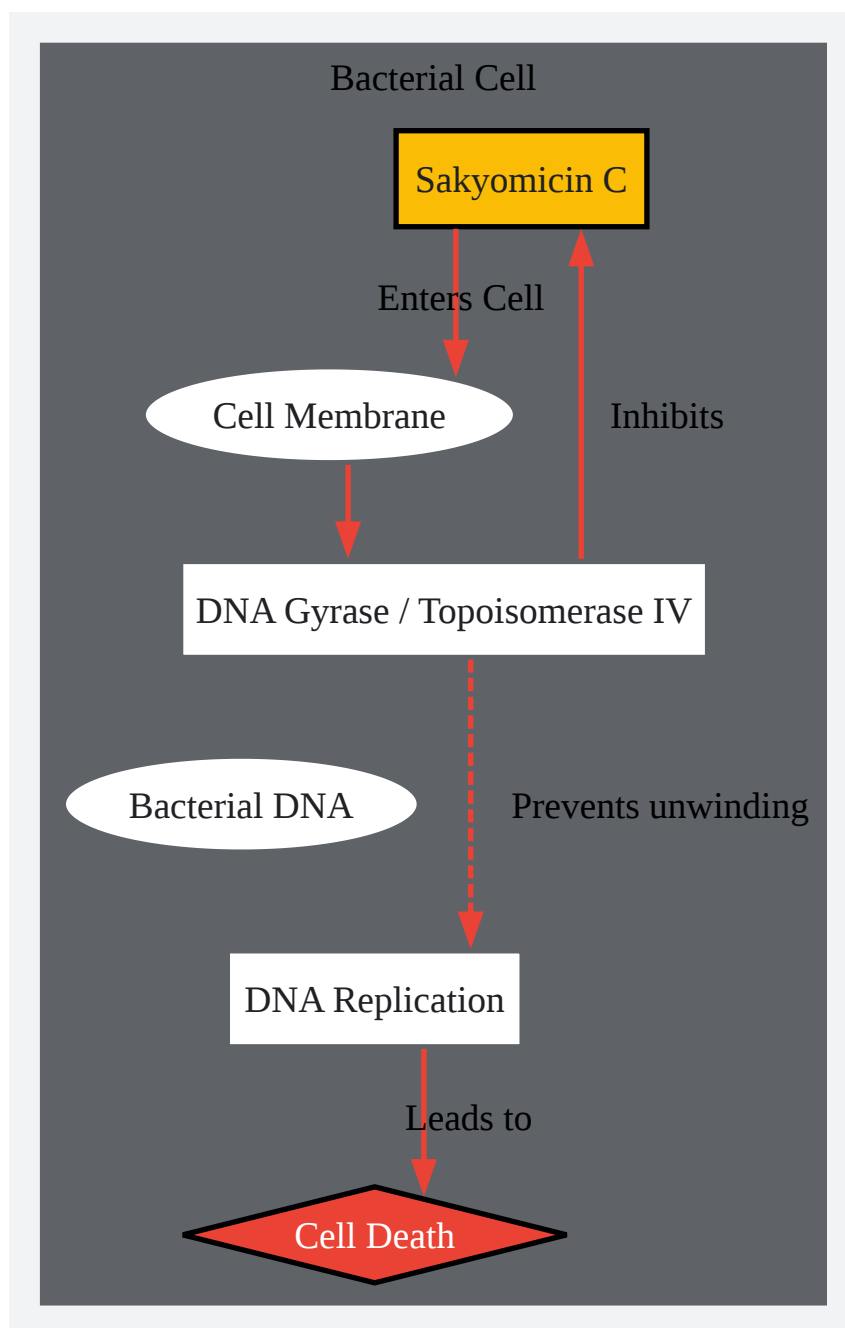 Bacterial Cell
Sakyomicin C
Enters Cell
Cell Membrane
Inhibits
DNA Gyrase / Topoisomerase IV
Bacterial DNA
Prevents unwinding
DNA Replication
Leads to
Cell Death